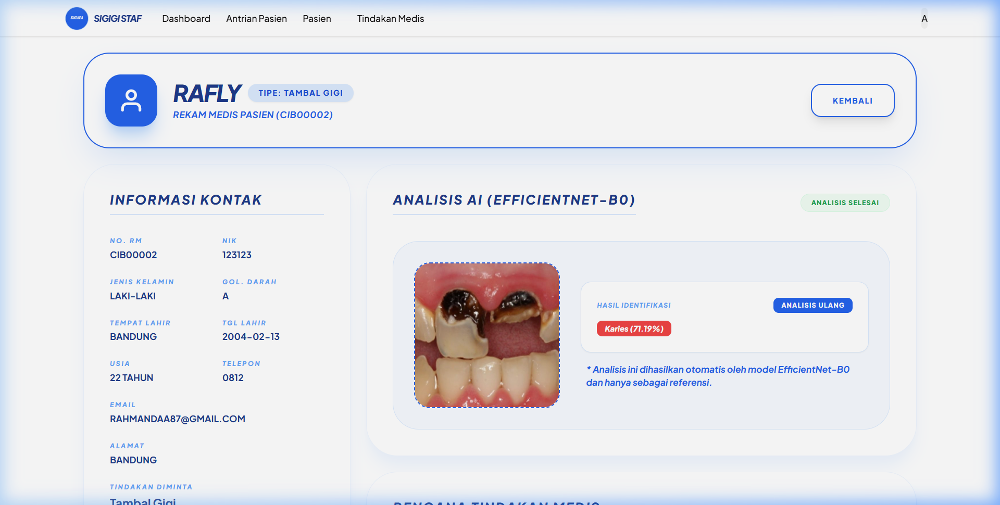 SIGIGI
SIGIGI STAF
Dashboard
Antrian Pasien
Pasien
Tindakan Medis
A
RAFLY
TIPE: TAMBAL GIGI
REKAM MEDIS PASIEN (CIB00002)
KEMBALI
INFORMASI KONTAK
NO. RM
CIB00002
NIK
123123
JENIS KELAMIN
LAKI-LAKI
GOL. DARAH
A
TEMPAT LAHIR
BANDUNG
TGL LAHIR
2004-02-13
USIA
22 TAHUN
TELEPON
0812
EMAIL
RAHMANDAA87@GMAIL.COM
ALAMAT
BANDUNG
TINDAKAN DIMINTA
Tambal Gigi
ANALISIS AI (EFFICIENTNET-B0)
ANALISIS SELESAI
HASIL IDENTIFIKASI
ANALISIS ULANG
Karies (71.19%)
* Analisis ini dihasilkan otomatis oleh model EfficientNet-B0
dan hanya sebagai referensi.
RENCANA TINDAKAN MEDIS